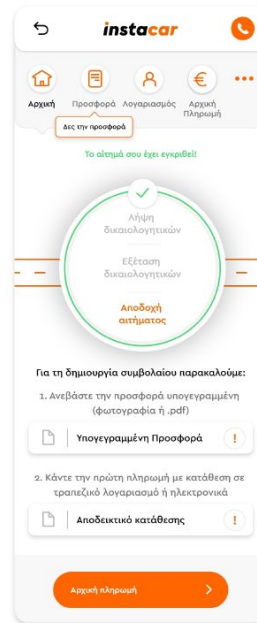 instacar
Αρχική
Προσφορά
Λογαριασμός
Αρχική
Πληρωμή
Δες την προσφορά
Το αίτημά σου έχει εγκριθεί!
Λήψη
δικαιολογητικών
Εξέταση
δικαιολογητικών
Αποδοχή
αιτήματος
Για τη δημιουργία συμβολαίου παρακαλούμε:
1. Ανεβάστε την προσφορά υπογεγραμμένη
(φωτογραφία ή .pdf)
Υπογεγραμμένη Προσφορά
2. Κάντε την πρώτη πληρωμή με κατάθεση σε
τραπεζικό λογαριασμό ή ηλεκτρονικά
Αποδεικτικό κατάθεσης
Αρχική πληρωμή